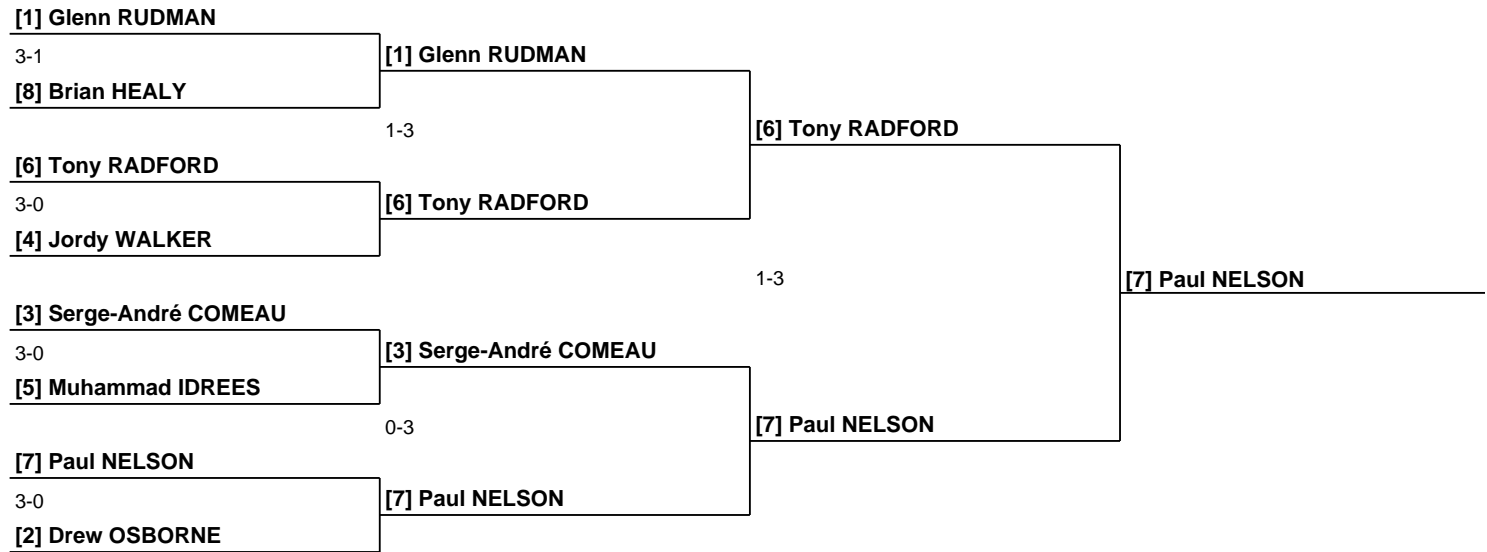 [1] Glenn RUDMAN
3-1
[1] Glenn RUDMAN
[8] Brian HEALY
1-3
[6] Tony RADFORD
[6] Tony RADFORD
3-0
[6] Tony RADFORD
[4] Jordy WALKER
1-3
[7] Paul NELSON
[3] Serge-André COMEAU
3-0
[3] Serge-André COMEAU
[5] Muhammad IDREES
0-3
[7] Paul NELSON
[7] Paul NELSON
3-0
[7] Paul NELSON
[2] Drew OSBORNE